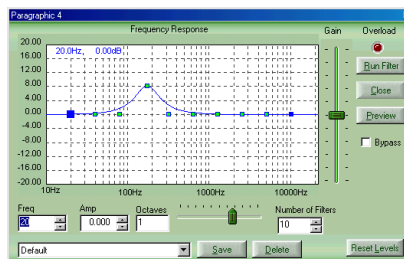 Paragraphic 4
Frequency Response
Gain
Overload
20.00
20.0Hz, 0.00dB,
16.00
12.00
8.00
4.00
0.00
-4.00
-8.00
-12.00
-16.00
-20.00
10Hz
100Hz
1000Hz
10000Hz
Run Filter
Close
Preview
Bypass
Freq
Amp
Octaves
Number of Filters
20
0.000
1
10
Default
Save
Delete
Reset Levels